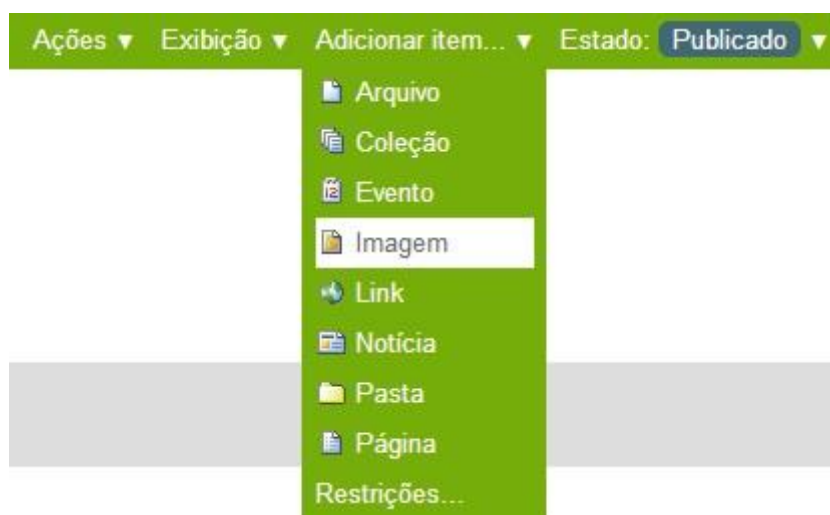 Ações ▼ Exibição ▼ Adicionar item... ▼ Estado: Publicado ▼
Arquivo
Coleção
Evento
Imagem
Link
Notícia
Pasta
Página
Restrições...